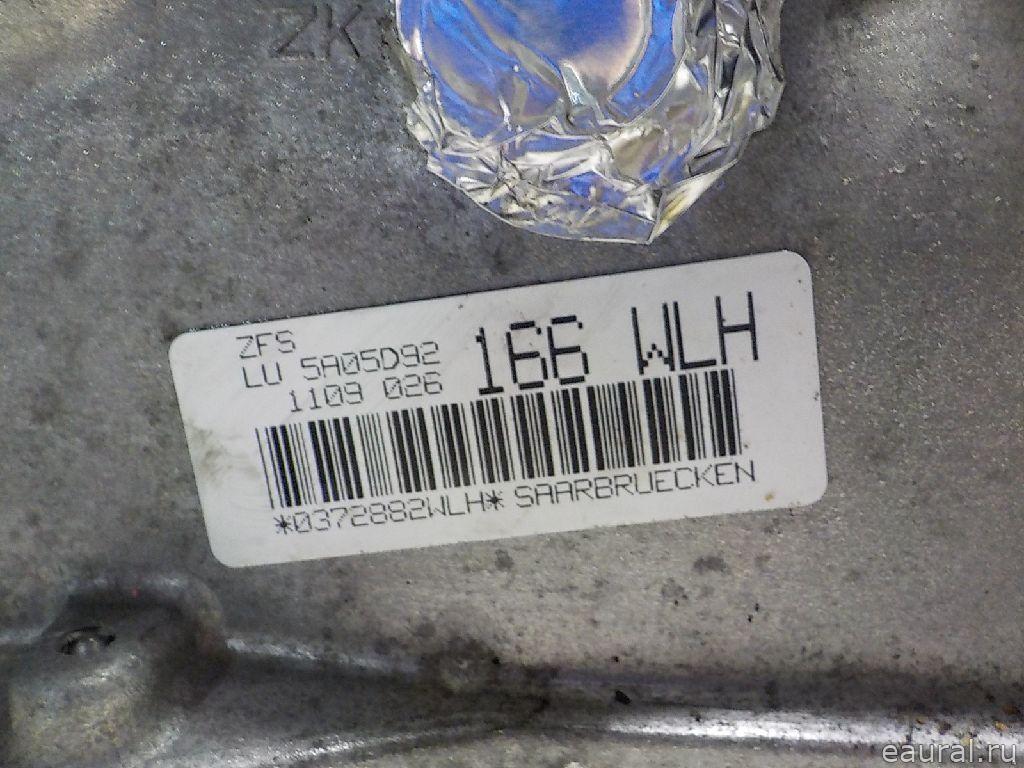 ZK
ZFS
LU 5A05D92
1109 026
166 WLH
*0372882WLH* SAARBRUECKEN
eaural.ru